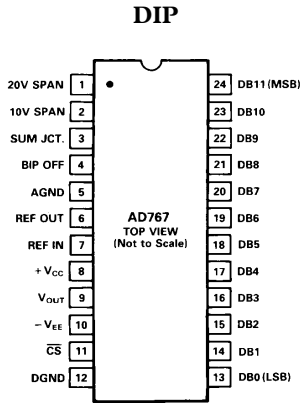 DIP
20V SPAN 1 24 DB11 (MSB)
10V SPAN 2 23 DB10
SUM JCT. 3 22 DB9
BIP OFF 4 21 DB8
AGND 5 20 DB7
REF OUT 6 19 DB6
AD767
TOP VIEW
(Not to Scale)
REF IN 7 18 DB5
+VCC 8 17 DB4
VOUT 9 16 DB3
−VEE 10 15 DB2
C̅S̅ 11 14 DB1
DGND 12 13 DB0 (LSB)